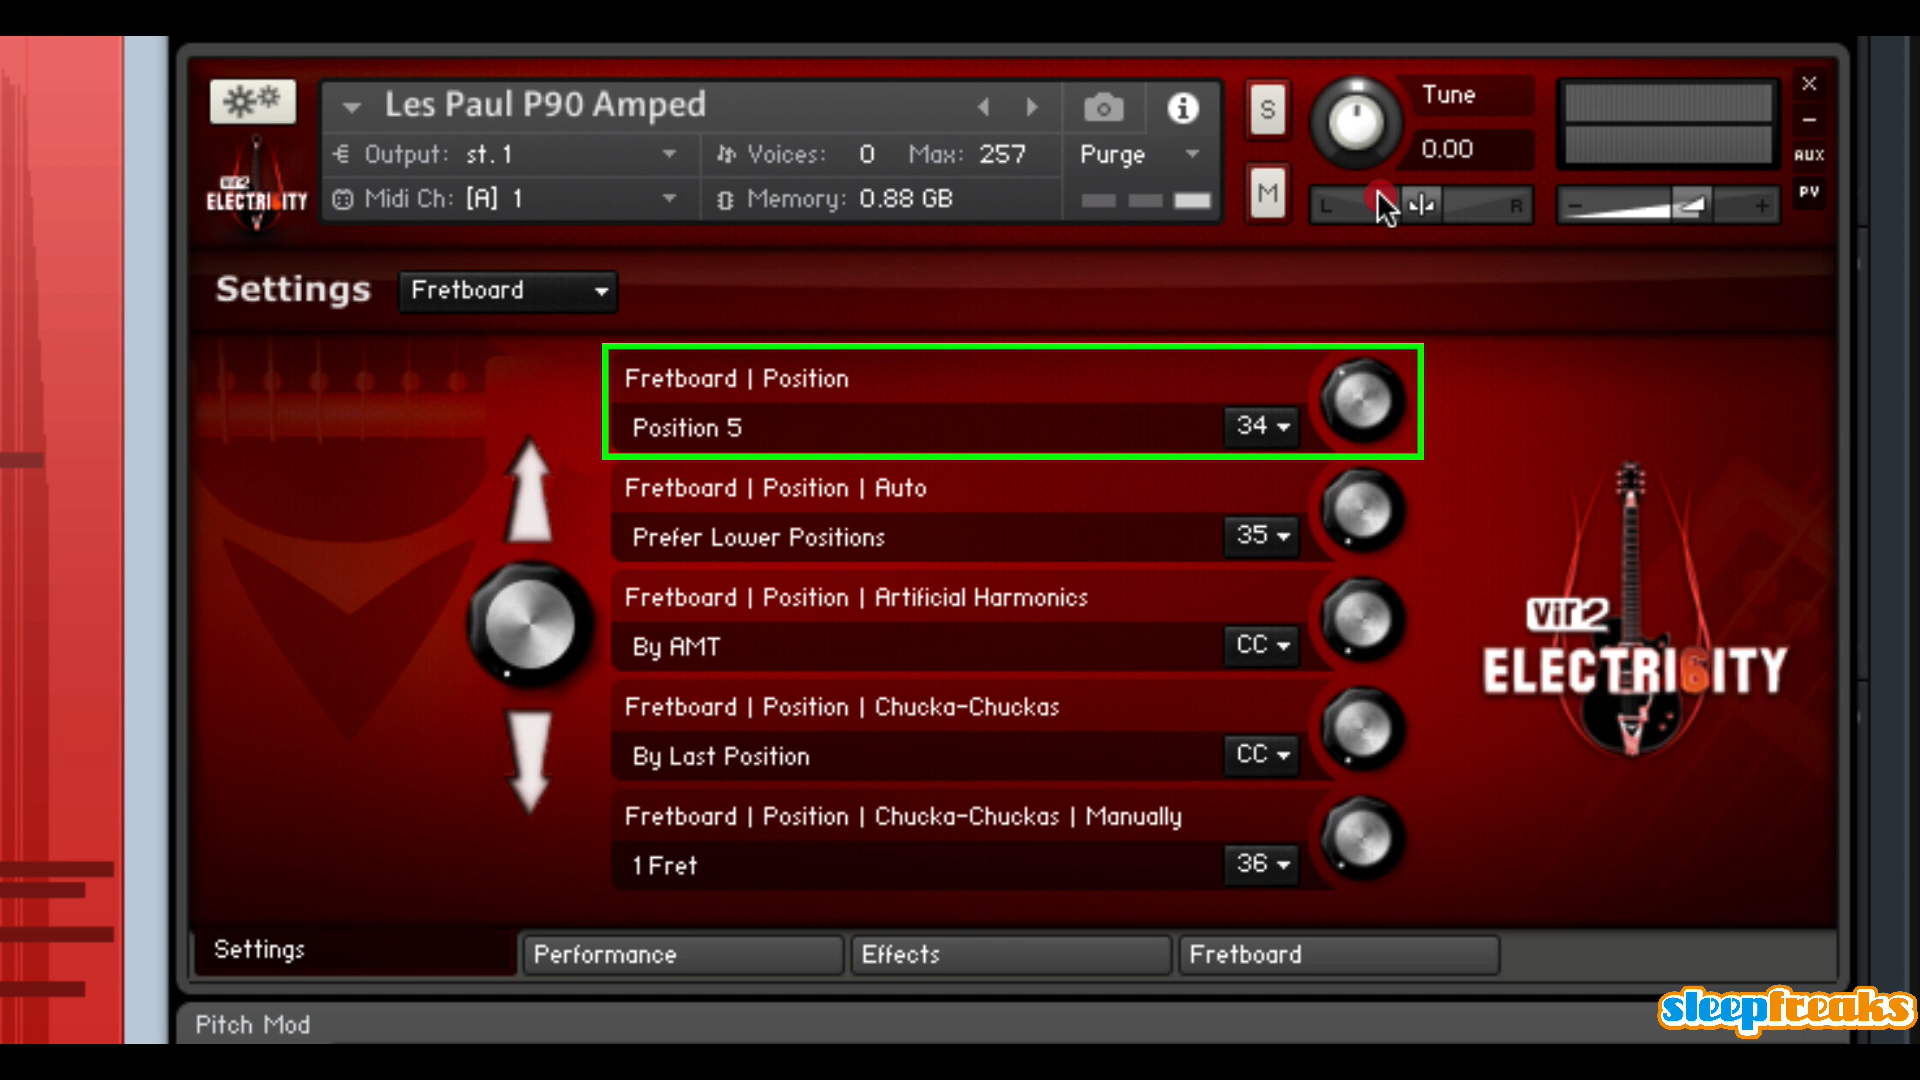 Les Paul P90 Amped
Output: st.1
Voices: 0 Max: 257
Purge
Midi Ch: [A] 1
Memory: 0.88 GB
S
M
Tune
0.00
L
R
AUX
PV
Vir2
ELECTRI6ITY
Settings
Fretboard
Fretboard | Position
Position 5
34
Fretboard | Position | Auto
Prefer Lower Positions
35
Fretboard | Position | Artificial Harmonics
By AMT
CC
Fretboard | Position | Chucka-Chuckas
By Last Position
CC
Fretboard | Position | Chucka-Chuckas | Manually
1 Fret
36
Vir2
ELECTRI6ITY
Settings
Performance
Effects
Fretboard
Pitch Mod
sleepfreaks